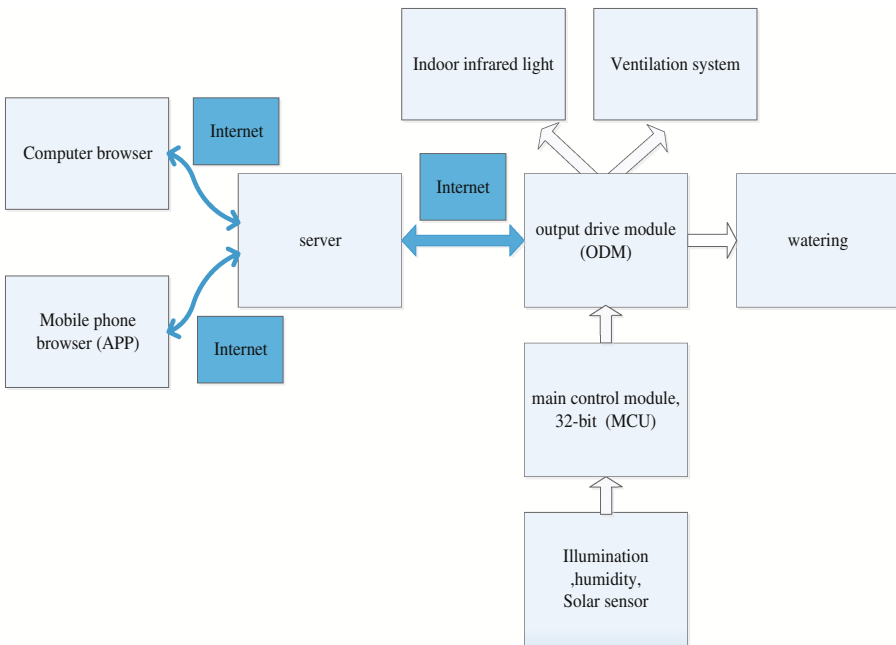 Indoor infrared light
Ventilation system
Internet
Computer browser
Internet
server
output drive module
(ODM)
watering
Mobile phone
browser (APP)
Internet
main control module,
32-bit (MCU)
Illumination
,humidity,
Solar sensor